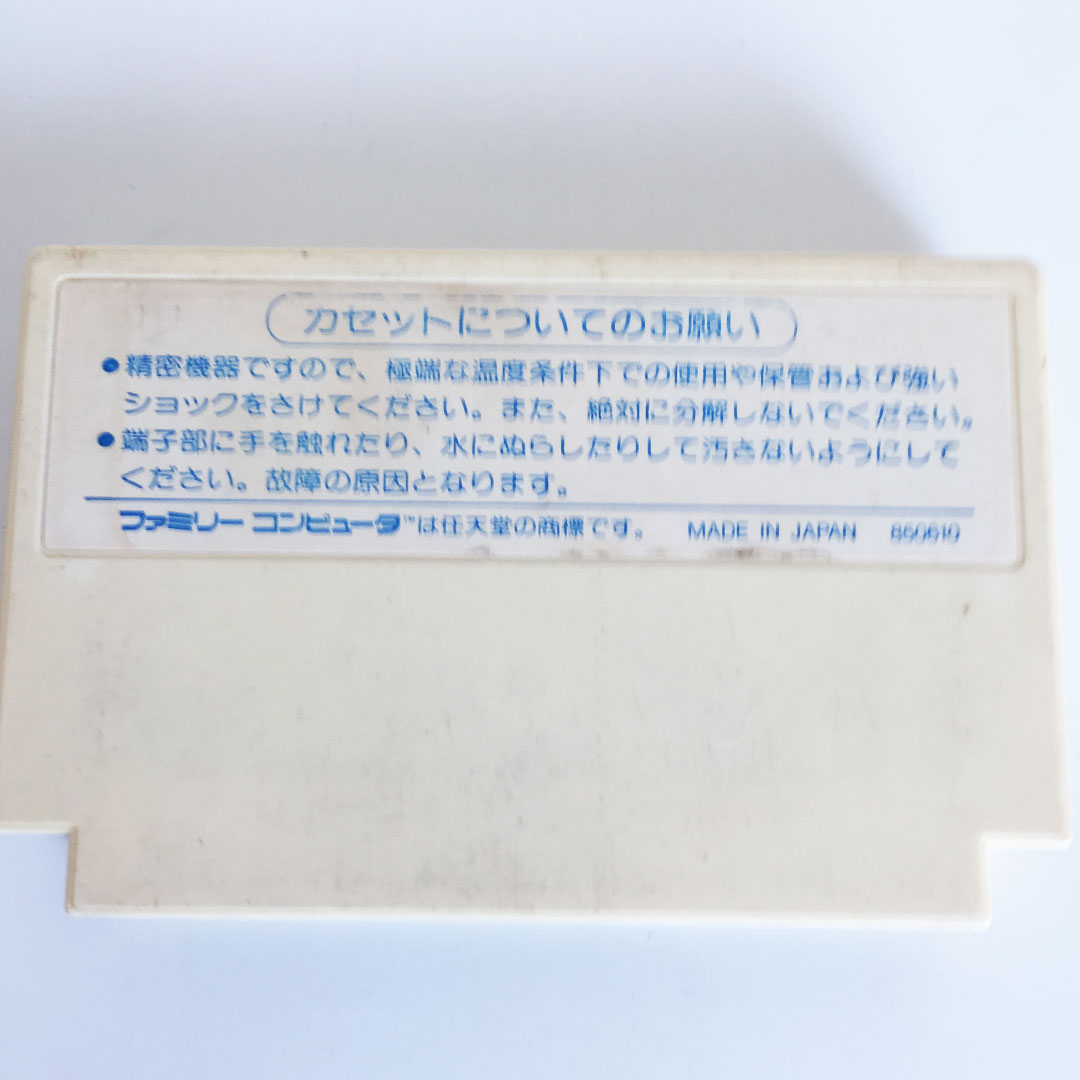 カセットについてのお願い
●精密機器ですので、極端な温度条件下での使用や保管および強い
ショックをさけてください。また、絶対に分解しないでください。
●端子部に手を触れたり、水にぬらしたりして汚さないようにして
ください。故障の原因となります。
ファミリーコンピュータ™は任天堂の商標です。 MADE IN JAPAN